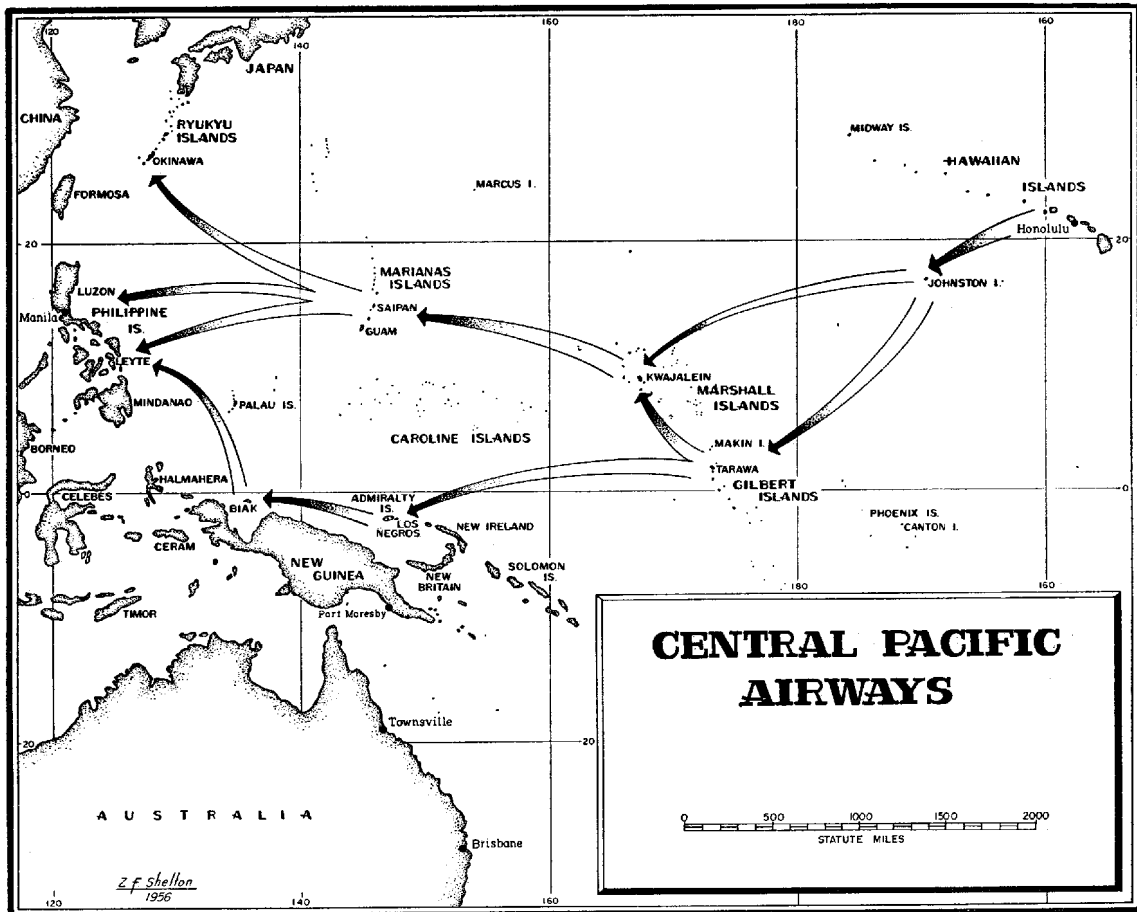 120
140
160
180
160
JAPAN
CHINA
RYUKYU
ISLANDS
OKINAWA
FORMOSA
MARCUS I.
MIDWAY IS.
HAWAIIAN
ISLANDS
Honolulu
20
20
JOHNSTON I.
MARIANAS
ISLANDS
SAIPAN
GUAM
LUZON
Manila
PHILIPPINE
IS.
LEYTE
MINDANAO
PALAU IS.
KWAJALEIN
MARSHALL
ISLANDS
CAROLINE ISLANDS
MAKIN I.
TARAWA
GILBERT
ISLANDS
BORNEO
HALMAHERA
CELEBES
0
0
BIAK
ADMIRALTY
IS.
LOS
NEGROS
NEW IRELAND
PHOENIX IS.
CANTON I.
CERAM
NEW
GUINEA
NEW
BRITAIN
SOLOMON
IS.
TIMOR
Port Moresby
180
160
CENTRAL PACIFIC
AIRWAYS
Townsville
20
20
AUSTRALIA
Brisbane
0 500 1000 1500 2000
STATUTE MILES
Z F Shelton
1956
120
140
160